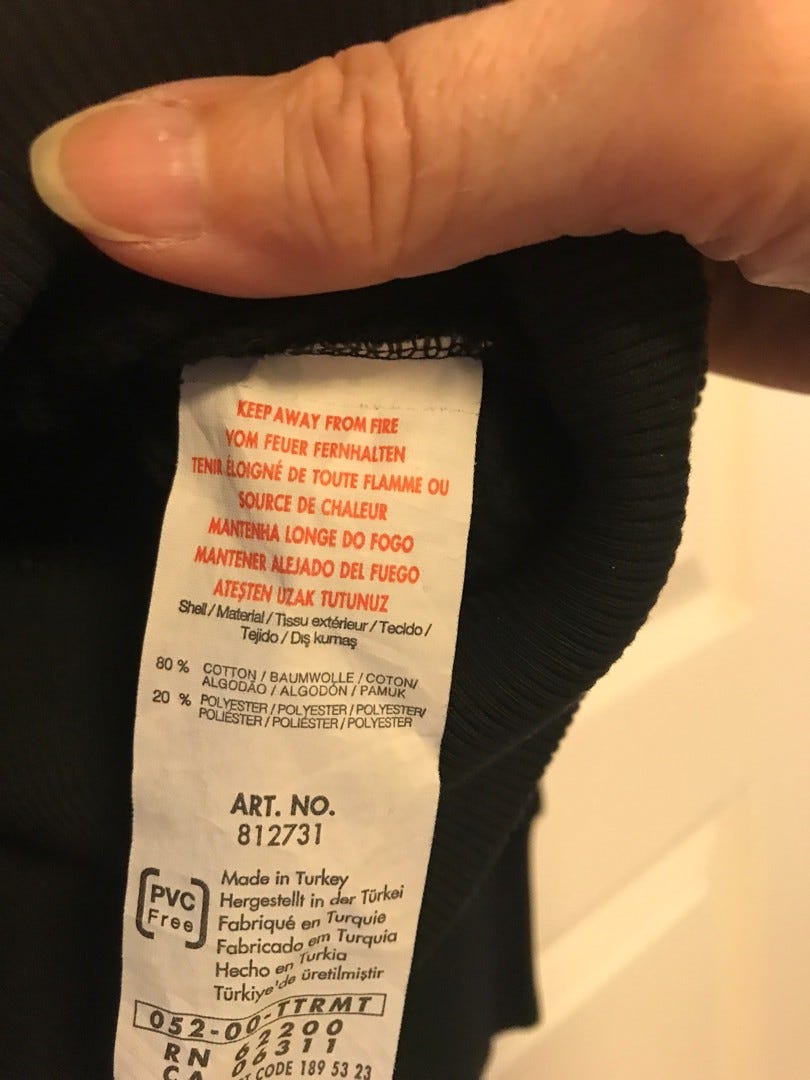 KEEP AWAY FROM FIRE
VOM FEUER FERNHALTEN
TENIR ÉLOIGNÉ DE TOUTE FLAMME OU
SOURCE DE CHALEUR
MANTENHA LONGE DO FOGO
MANTENER ALEJADO DEL FUEGO
ATEŞTEN UZAK TUTUNUZ
Shell / Material / Tissu extérieur / Tecido /
Tejido / Dış kumaş
80 % COTTON / BAUMWOLLE / COTON/
ALGODÃO / ALGODÓN / PAMUK
20 % POLYESTER / POLYESTER / POLYESTER/
POLIÉSTER / POLIÉSTER / POLYESTER
ART. NO.
812731
PVC
Free
Made in Turkey
Hergestellt in der Türkei
Fabriqué en Turquie
Fabricado em Turquia
Hecho en Turkia
Türkiye'de üretilmiştir
052-00-TTRMT
RN 62200
CA 06311
CODE 189 53 23